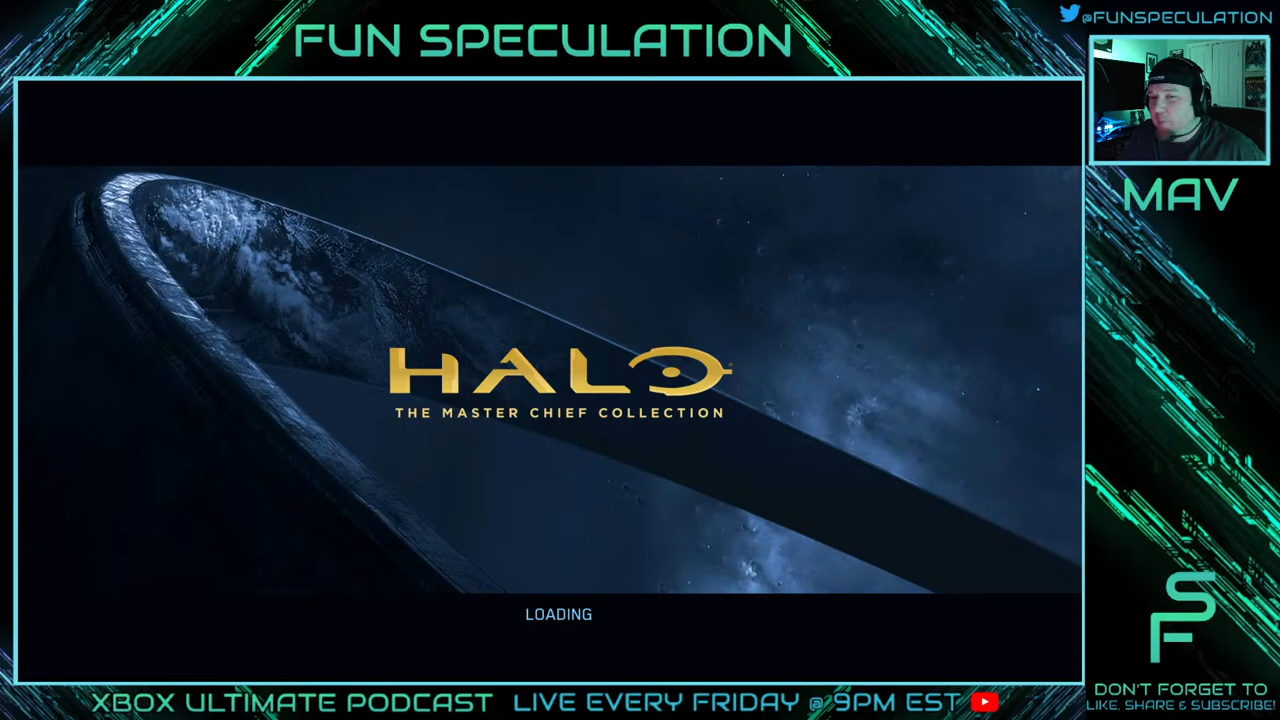 FUN SPECULATION
@FUNSPECULATION
MAV
HALO
THE MASTER CHIEF COLLECTION
LOADING
SF
DON'T FORGET TO
LIKE, SHARE & SUBSCRIBE!
XBOX ULTIMATE PODCAST LIVE EVERY FRIDAY @ 9PM EST